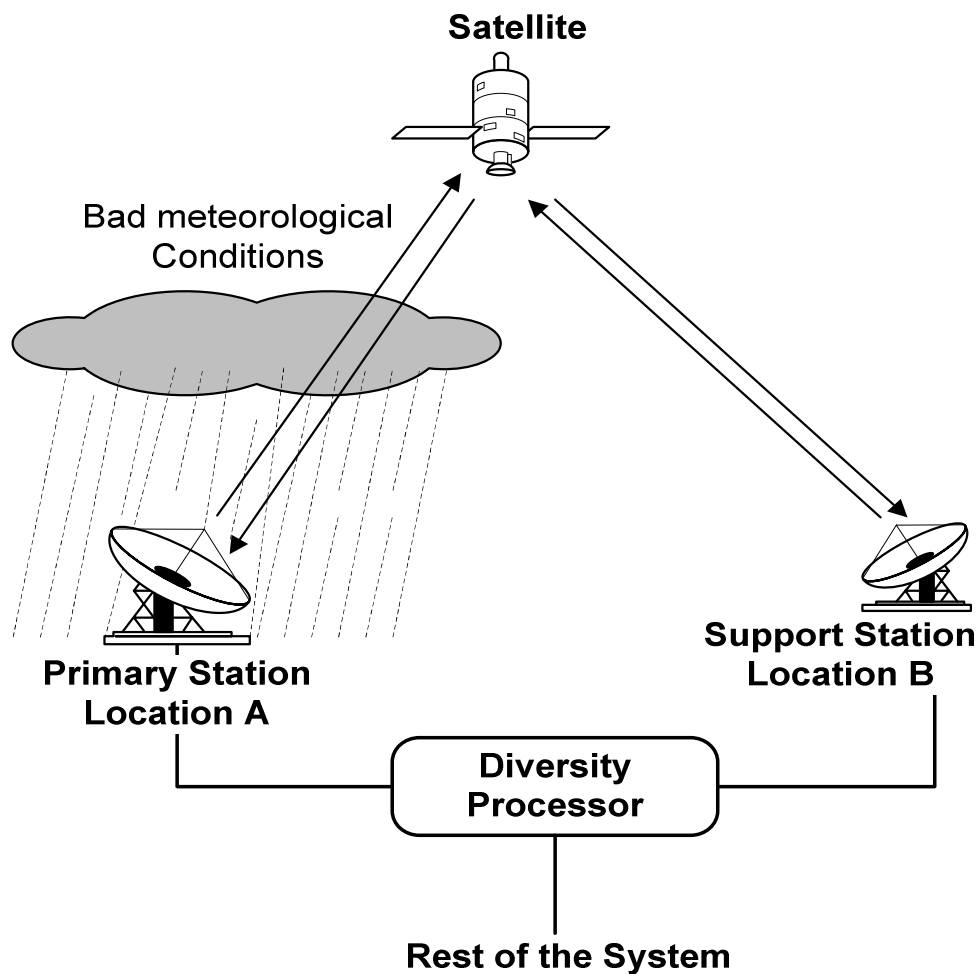 Satellite
Bad meteorological
Conditions
Primary Station
Location A
Support Station
Location B
Diversity
Processor
Rest of the System